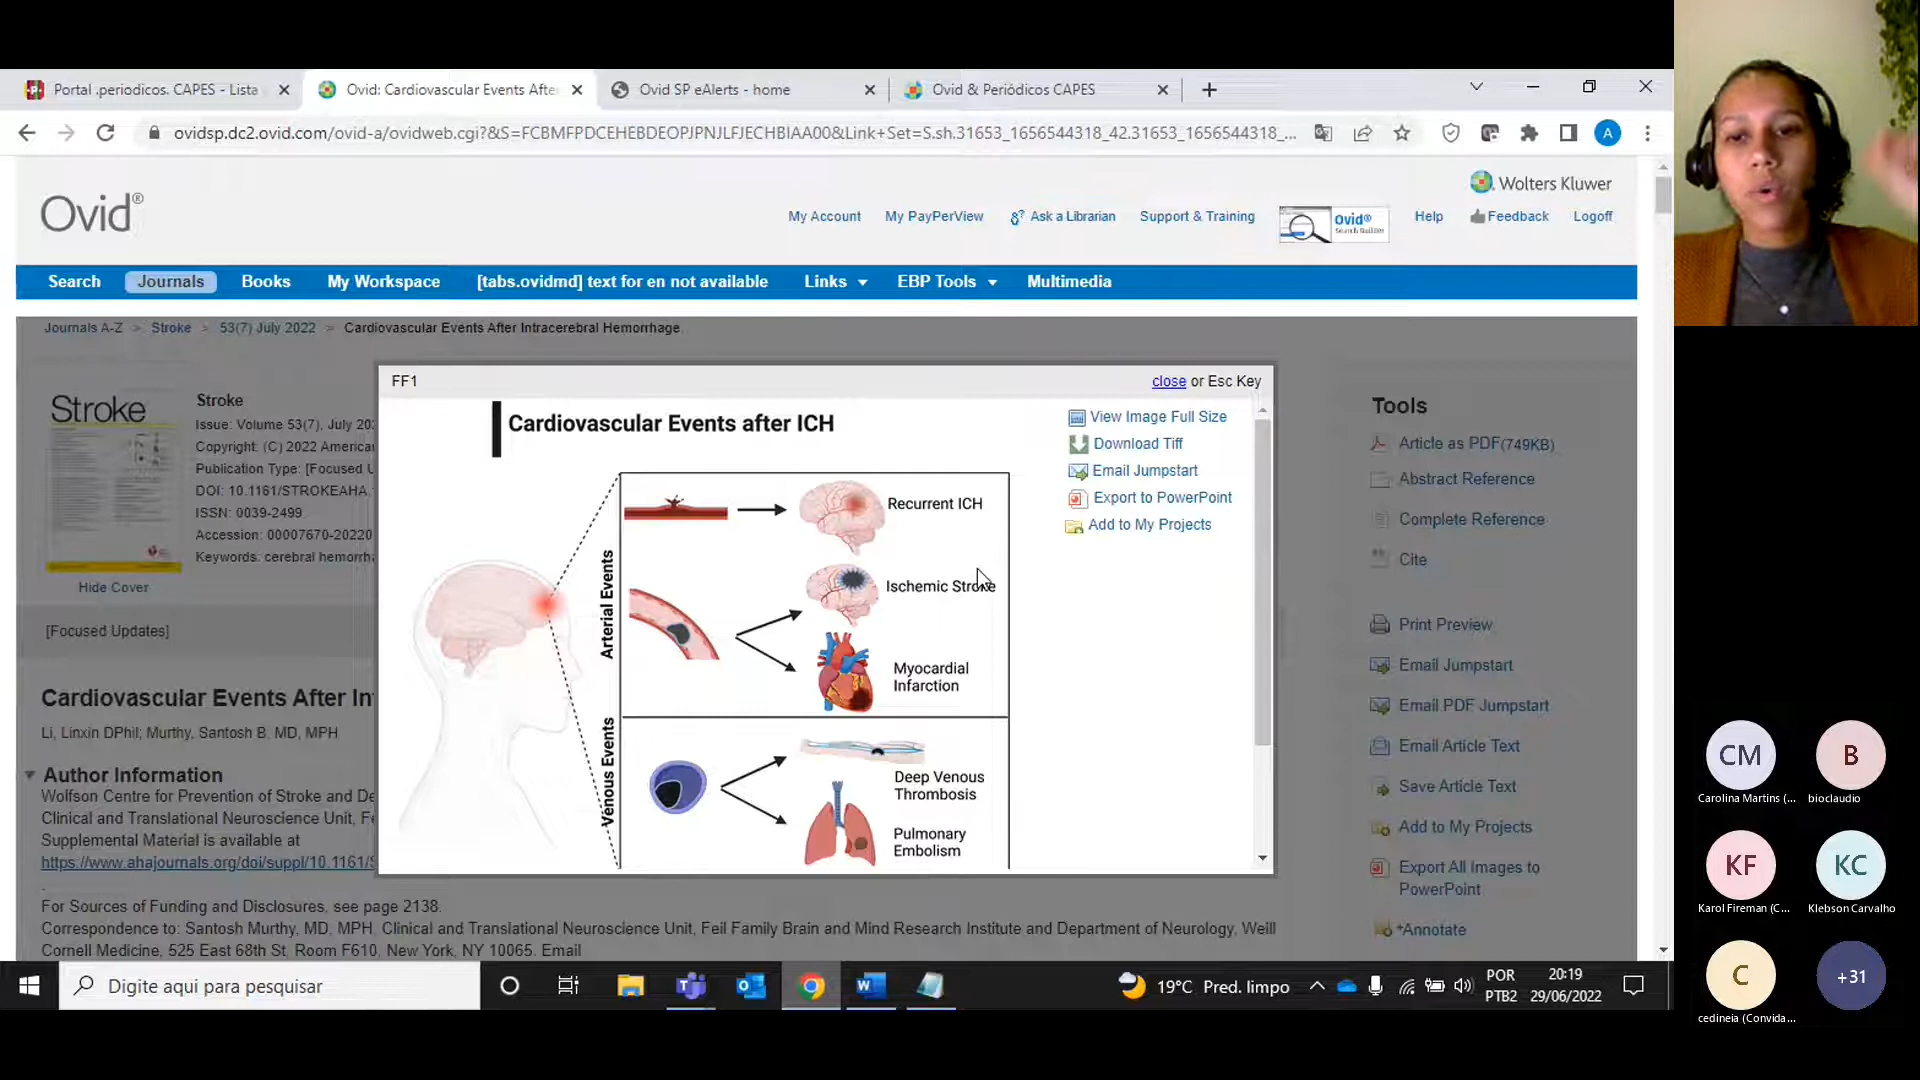 Portal .periodicos. CAPES - Lista
Ovid: Cardiovascular Events Afte
Ovid SP eAlerts - home
Ovid & Periódicos CAPES
ovidsp.dc2.ovid.com/ovid-a/ovidweb.cgi?&S=FCBMFPDCEHEBDEOPJPNJLFJECHBIAA00&Link+Set=S.sh.31653_1656544318_42.31653_1656544318_...
A
Ovid®
Wolters Kluwer
My Account
My PayPerView
Ask a Librarian
Support & Training
Ovid®
Help
Feedback
Logoff
Search
Journals
Books
My Workspace
[tabs.ovidmd] text for en not available
Links
EBP Tools
Multimedia
Journals A-Z > Stroke > 53(7) July 2022 > Cardiovascular Events After Intracerebral Hemorrhage.
Stroke
Hide Cover
Stroke
Issue: Volume 53(7), July 20
Copyright: (C) 2022 America
Publication Type: [Focused U
DOI: 10.1161/STROKEAHA.
ISSN: 0039-2499
Accession: 00007670-20220
Keywords: cerebral hemorrh
[Focused Updates]
Cardiovascular Events After In
Li, Linxin DPhil; Murthy, Santosh B. MD, MPH
Author Information
Wolfson Centre for Prevention of Stroke and De
Clinical and Translational Neuroscience Unit, Fe
Supplemental Material is available at
https://www.ahajournals.org/doi/suppl/10.1161/S
.
For Sources of Funding and Disclosures, see page 2138.
Correspondence to: Santosh Murthy, MD, MPH, Clinical and Translational Neuroscience Unit, Feil Family Brain and Mind Research Institute and Department of Neurology, Weill
Cornell Medicine, 525 East 68th St, Room F610, New York, NY 10065. Email
FF1
close or Esc Key
Cardiovascular Events after ICH
Arterial Events
Recurrent ICH
Ischemic Stroke
Myocardial
Infarction
Venous Events
Deep Venous
Thrombosis
Pulmonary
Embolism
View Image Full Size
Download Tiff
Email Jumpstart
Export to PowerPoint
Add to My Projects
Tools
Article as PDF(749KB)
Abstract Reference
Complete Reference
Cite
Print Preview
Email Jumpstart
Email PDF Jumpstart
Email Article Text
Save Article Text
Add to My Projects
Export All Images to
PowerPoint
*Annotate
Digite aqui para pesquisar
19°C Pred. limpo
POR
PTB2
20:19
29/06/2022
CM
Carolina Martins (...
B
bioclaudio
KF
Karol Fireman (C...
KC
Klebson Carvalho
C
cedineia (Convida...
+31